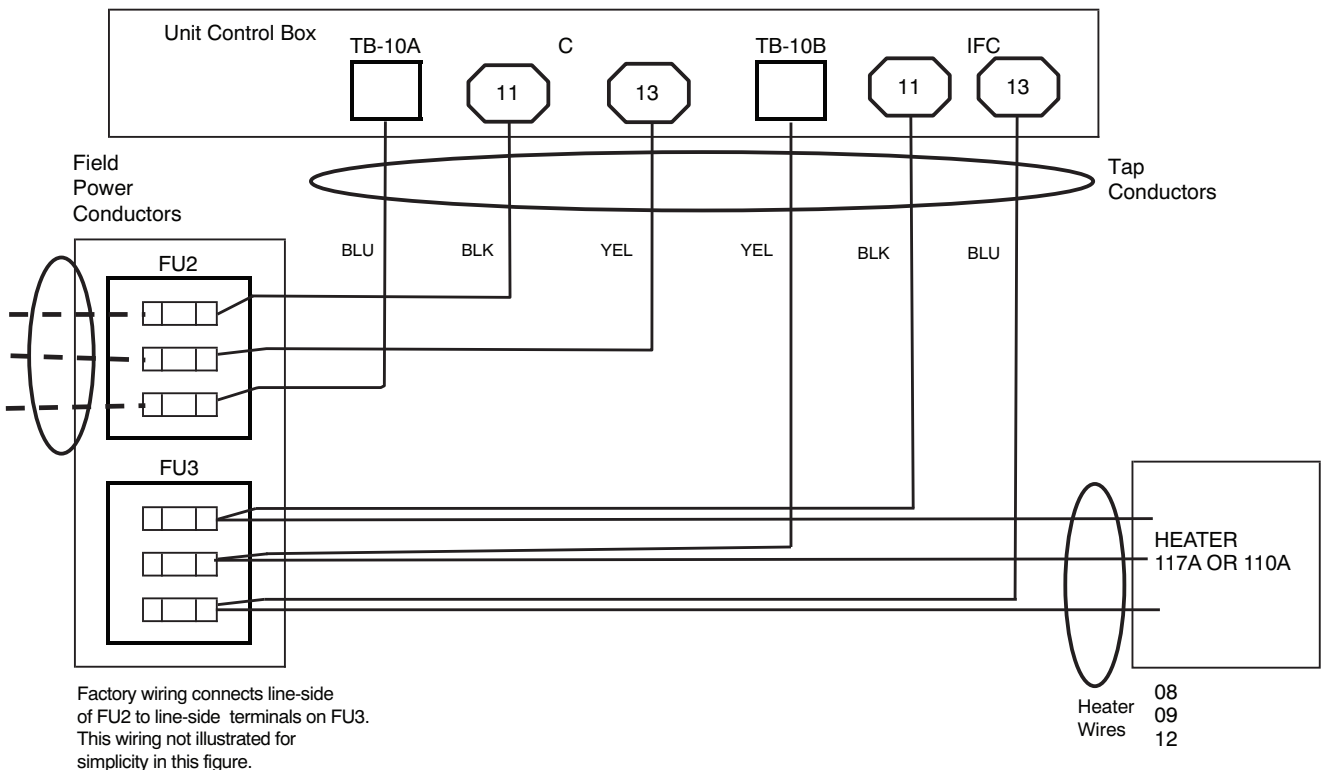 Unit Control Box
TB-10A
C
TB-10B
IFC
11
13
11
13
Field
Power
Conductors
Tap
Conductors
BLU
BLK
YEL
YEL
BLK
BLU
FU2
FU3
HEATER
117A OR 110A
Factory wiring connects line-side
of FU2 to line-side terminals on FU3.
This wiring not illustrated for
simplicity in this figure.
Heater
Wires
08
09
12